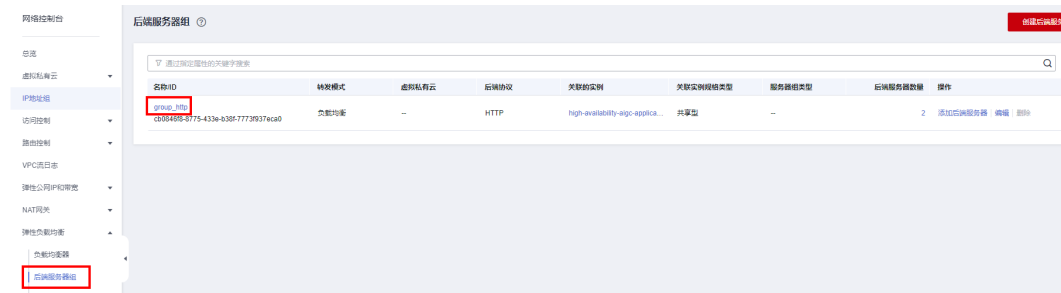 网络控制台
总览
虚拟私有云
IP地址组
访问控制
路由控制
VPC流日志
弹性公网IP和带宽
NAT网关
弹性负载均衡
负载均衡器
后端服务器组
后端服务器组
创建后端服务
通过指定属性的关键字搜索
名称/ID 转发模式 虚拟私有云 后端协议 关联的实例 关联实例规格类型 服务器组类型 后端服务器数量 操作
group_http 负载均衡 -- HTTP high-availability-aigc-applica... 共享型 -- 2 添加后端服务器 编辑 删除
cb0846f8-8775-433e-b38f-7773f937eca0